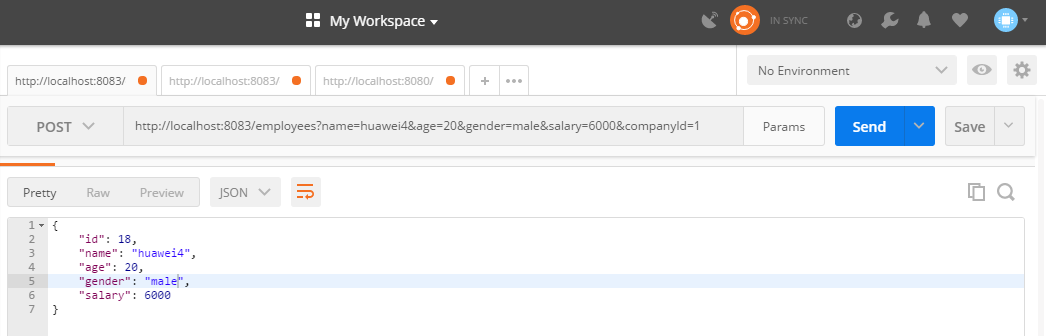 My Workspace
IN SYNC
http://localhost:8083/
http://localhost:8083/
http://localhost:8080/
+
•••
No Environment
POST
http://localhost:8083/employees?name=huawei4&age=20&gender=male&salary=6000&companyId=1
Params
Send
Save
Pretty
Raw
Preview
JSON
1 {
2 "id": 18,
3 "name": "huawei4",
4 "age": 20,
5 "gender": "male",
6 "salary": 6000
7 }